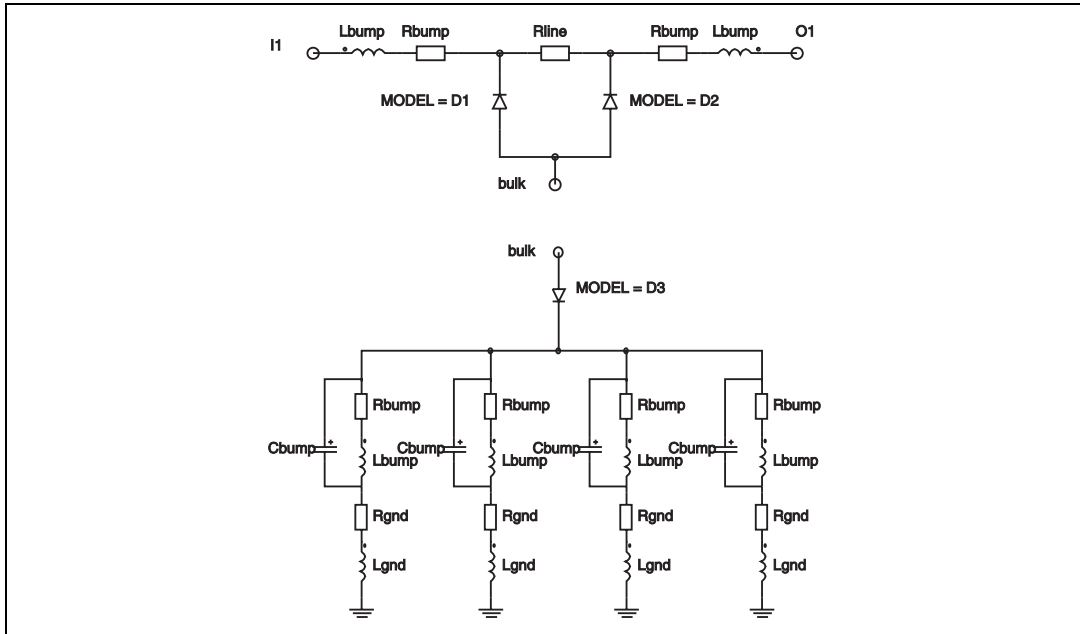 Lbump Rbump Rline Rbump Lbump O1
I1
MODEL = D1 MODEL = D2
bulk
bulk
MODEL = D3
Rbump Rbump Rbump Rbump
Cbump Cbump Cbump Cbump
Lbump Lbump Lbump Lbump
Rgnd Rgnd Rgnd Rgnd
Lgnd Lgnd Lgnd Lgnd